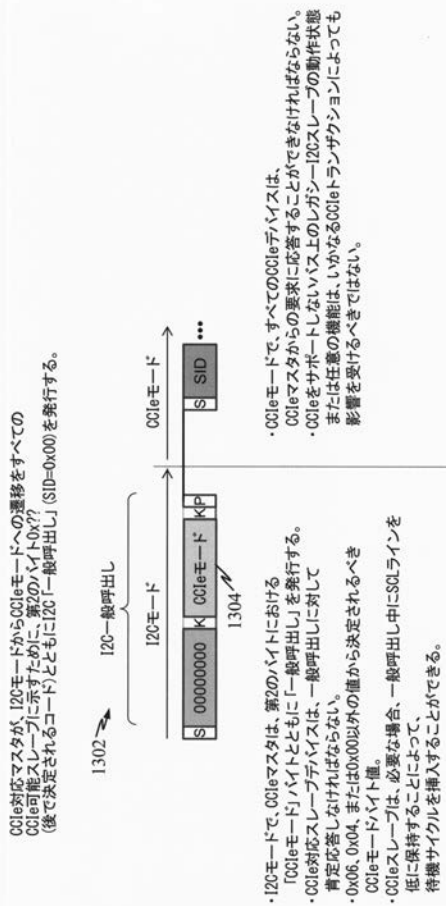 CCIe対応マスタが、I2CモードからCCIeモードへの遷移をすべての
CCIe可能スレーブに示すために、第2のバイト0x??
(後で決定されるコード)とともにI2C「一般呼出し」(SID=0x00)を発行する。
1302
I2C一般呼出し
I2Cモード
CCIeモード
S
00000000
K
CCIeモード
K
P
S
SID
•••
1304
・I2Cモードで、CCIeマスタは、第2のバイトにおける
「CCIeモード」バイトとともに「一般呼出し」を発行する。
・CCIe対応スレーブデバイスは、一般呼出しに対して
肯定応答しなければならない。
・0x06、0x04、または0x00以外の値から決定されるべき
CCIeモードバイト値。
・CCIeスレーブは、必要な場合、一般呼出し中にSCLラインを
低に保持することによって、
待機サイクルを挿入することができる。
・CCIeモードで、すべてのCCIeデバイスは、
CCIeマスタからの要求に応答することができなければならない。
・CCIeをサポートしないバス上のレガシーI2Cスレーブの動作状態
または任意の機能は、いかなるCCIeトランザクションによっても
影響を受けるべきではない。